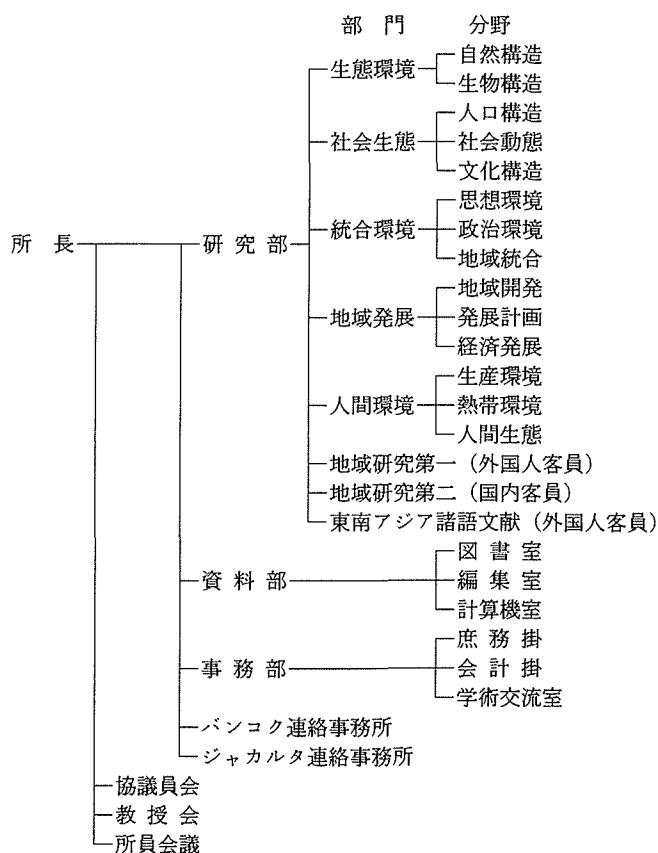 部 門 分野
自然構造
生態環境
生物構造
人口構造
社会生態 社会動態
文化構造
思想環境
所 長 研 究 部 統合環境 政治環境
地域統合
地域開発
地域発展 発展計画
経済発展
生産環境
人間環境 熱帯環境
人間生態
地域研究第一（外国人客員）
地域研究第二（国内客員）
東南アジア諸語文献（外国人客員）
図 書 室
資 料 部 編 集 室
計算機室
庶 務 掛
事 務 部 会 計 掛
学術交流室
バンコク連絡事務所
ジャカルタ連絡事務所
協議員会
教 授 会
所員会議